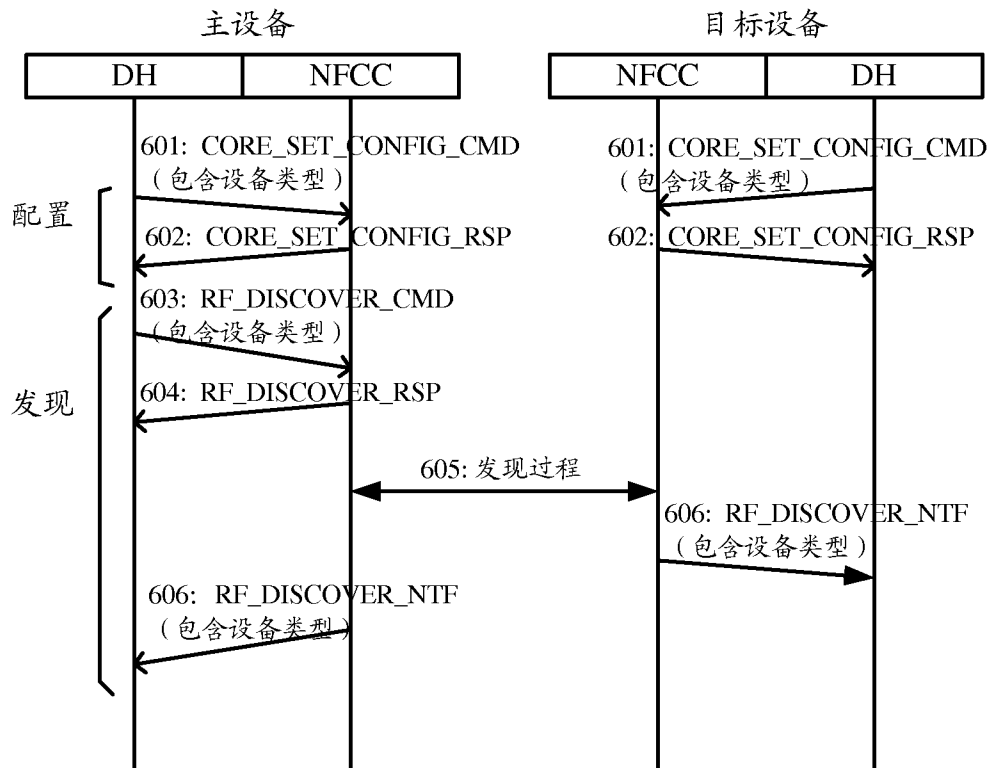 主设备
目标设备
DH
NFCC
NFCC
DH
601: CORE_SET_CONFIG_CMD
（包含设备类型）
601: CORE_SET_CONFIG_CMD
（包含设备类型）
配置
602: CORE_SET_CONFIG_RSP
602: CORE_SET_CONFIG_RSP
603: RF_DISCOVER_CMD
（包含设备类型）
发现
604: RF_DISCOVER_RSP
605: 发现过程
606: RF_DISCOVER_NTF
（包含设备类型）
606: RF_DISCOVER_NTF
（包含设备类型）